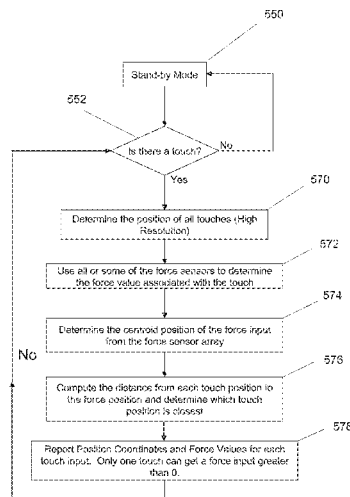 550
Stand-by Mode
552
Is there a touch?
No
Yes
570
Determine the position of all touches (High
Resolution)
572
Use all or some of the force sensors to determine
the force value associated with the touch
574
Determine the centroid position of the force input
from the force sensor array
573
No
Compute the distance from each touch position to
the force position and determine which touch
position is closest
576
Report Position Coordinates and Force Values for each
touch input. Only one touch can get a force input greater
than 0.